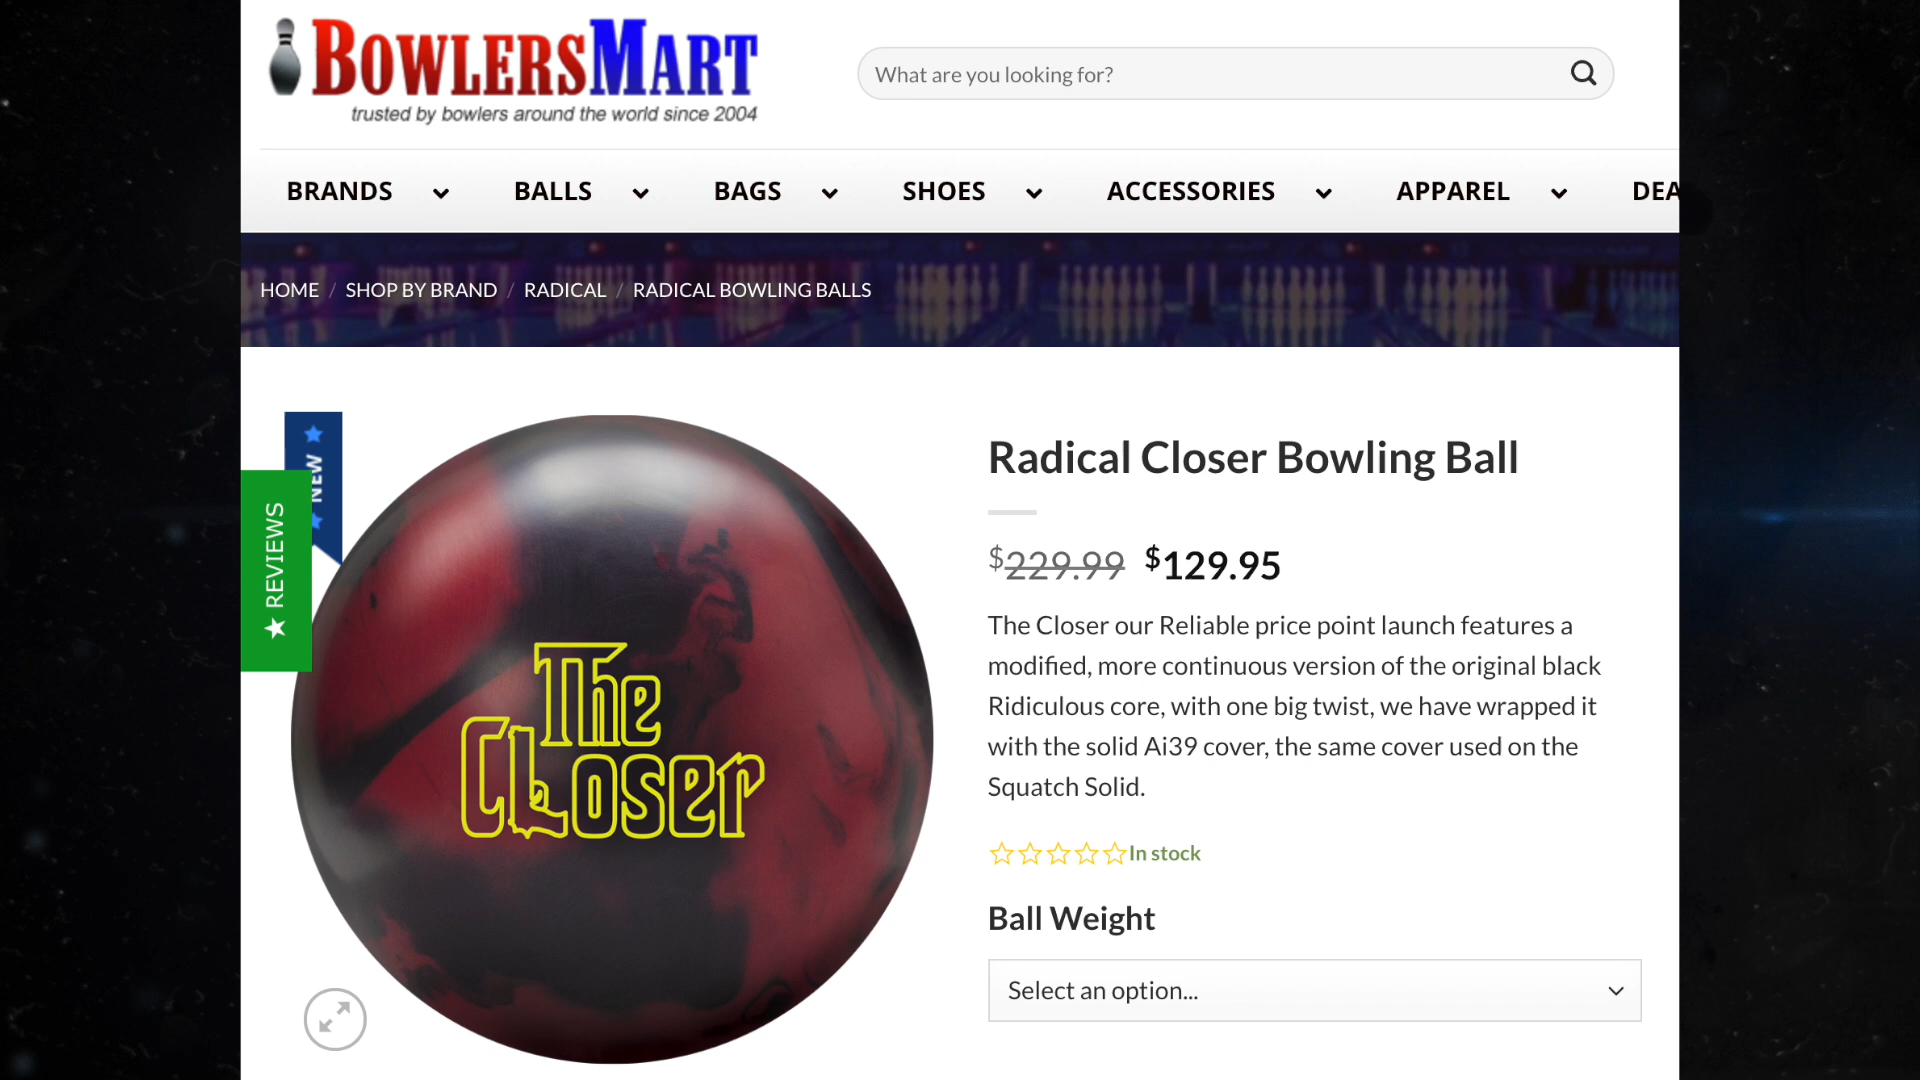 BOWLERSMART
trusted by bowlers around the world since 2004
What are you looking for?
BRANDS BALLS BAGS SHOES ACCESSORIES APPAREL DEA
HOME / SHOP BY BRAND / RADICAL / RADICAL BOWLING BALLS
NEW
★ REVIEWS
The
Closer
Radical Closer Bowling Ball
$229.99 $129.95
The Closer our Reliable price point launch features a
modified, more continuous version of the original black
Ridiculous core, with one big twist, we have wrapped it
with the solid Ai39 cover, the same cover used on the
Squatch Solid.
In stock
Ball Weight
Select an option...